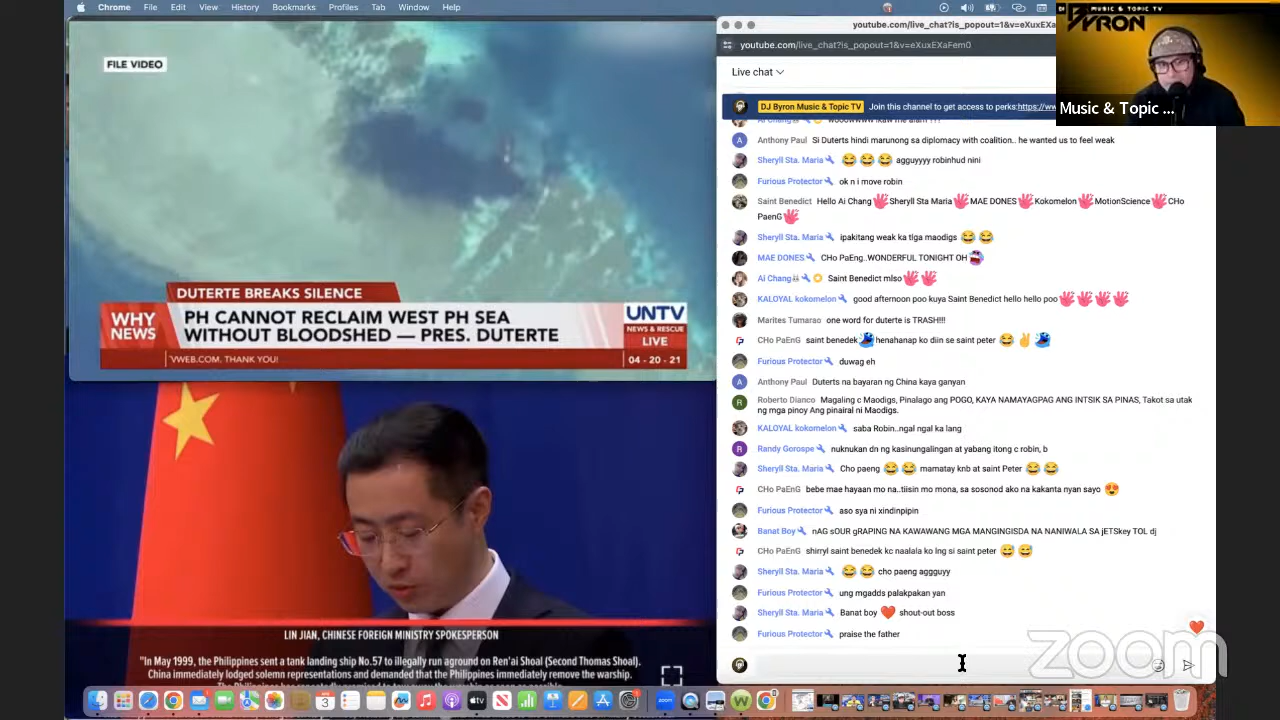 Chrome File Edit View History Bookmarks Profiles Tab Window Help
FILE VIDEO
DUTERTE BREAKS SILENCE
WHY NEWS
PH CANNOT RECLAIM WEST PH SEA
WITHOUT BLOODSHED — PRES. DUTERTE
UNTV
NEWS & RESCUE
LIVE
VWEB.COM. THANK YOU!
04 - 20 - 21
LIN JIAN, CHINESE FOREIGN MINISTRY SPOKESPERSON
"In May 1999, the Philippines sent a tank landing ship No.57 to illegally run aground on Ren'ai Shoal (Second Thomas Shoal).
China immediately lodged solemn representations and demanded that the Philippines immediately remove the warship.
youtube.com/live_chat?is_popout=1&v=eXuxEXa
youtube.com/live_chat?is_popout=1&v=eXuxEXaFem0
Live chat
DJ Byron Music & Topic TV Join this channel to get access to perks:https://ww
MUSIC & TOPIC TV
BYRON
Music & Topic ...
Anthony Paul Si Duterts hindi marunong sa diplomacy with coalition.. he wanted us to feel weak
Sheryll Sta. Maria 😂😂😂 agguyyyy robinhud nini
Furious Protector ok n i move robin
Saint Benedict Hello Ai Chang Sheryll Sta Maria MAE DONES Kokomelon MotionScience CHo
PaenG
Sheryll Sta. Maria ipakitang weak ka tlga maodigs 😂😂
MAE DONES CHo PaEng..WONDERFUL TONIGHT OH
Ai Chang Saint Benedict mlso
KALOYAL kokomelon good afternoon poo kuya Saint Benedict hello hello poo
Marites Tumarao one word for duterte is TRASH!!!
CHo PaEnG saint benedek henahanap ko diin se saint peter 😂✌
Furious Protector duwag eh
Anthony Paul Duterts na bayaran ng China kaya ganyan
Roberto Dianco Magaling c Maodigs, Pinalago ang POGO, KAYA NAMAYAGPAG ANG INTSIK SA PINAS, Takot sa utak
ng mga pinoy Ang pinairal ni Maodigs.
KALOYAL kokomelon saba Robin..ngal ngal ka lang
Randy Gorospe nuknukan dn ng kasinungalingan at yabang itong c robin, b
Sheryll Sta. Maria Cho paeng 😂😂 mamatay knb at saint Peter 😂😂
CHo PaEnG bebe mae hayaan mo na..tiisin mo mona, sa sosonod ako na kakanta nyan sayo 😍
Furious Protector aso sya ni xindinpipin
Banat Boy nAG sOUR gRAPING NA KAWAWANG MGA MANGINGISDA NA NANIWALA SA jETSkey TOL dj
CHo PaEnG shirryl saint benedek kc naalala ko lng si saint peter 😅😅
Sheryll Sta. Maria 😂😂 cho paeng aggguyy
Furious Protector ung mgadds palakpakan yan
Sheryll Sta. Maria Banat boy ❤ shout-out boss
Furious Protector praise the father
zoom